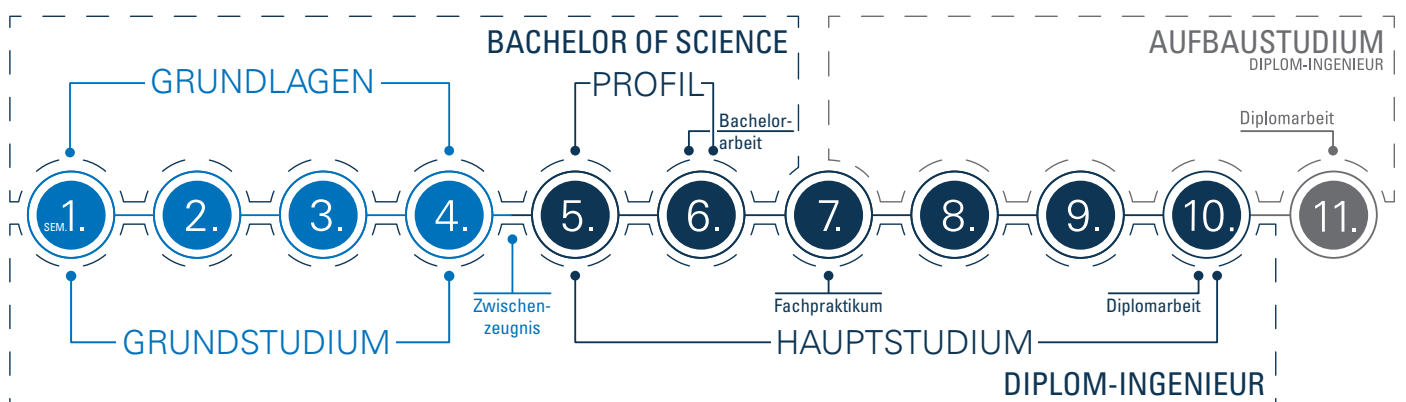 BACHELOR OF SCIENCE
AUFBAUSTUDIUM
DIPLOM-INGENIEUR
GRUNDLAGEN
PROFIL
Bachelor-
arbeit
Diplomarbeit
SEM. 1. 2. 3. 4. 5. 6. 7. 8. 9. 10. 11.
Zwischen-
zeugnis
Fachpraktikum
Diplomarbeit
GRUNDSTUDIUM
HAUPTSTUDIUM
DIPLOM-INGENIEUR